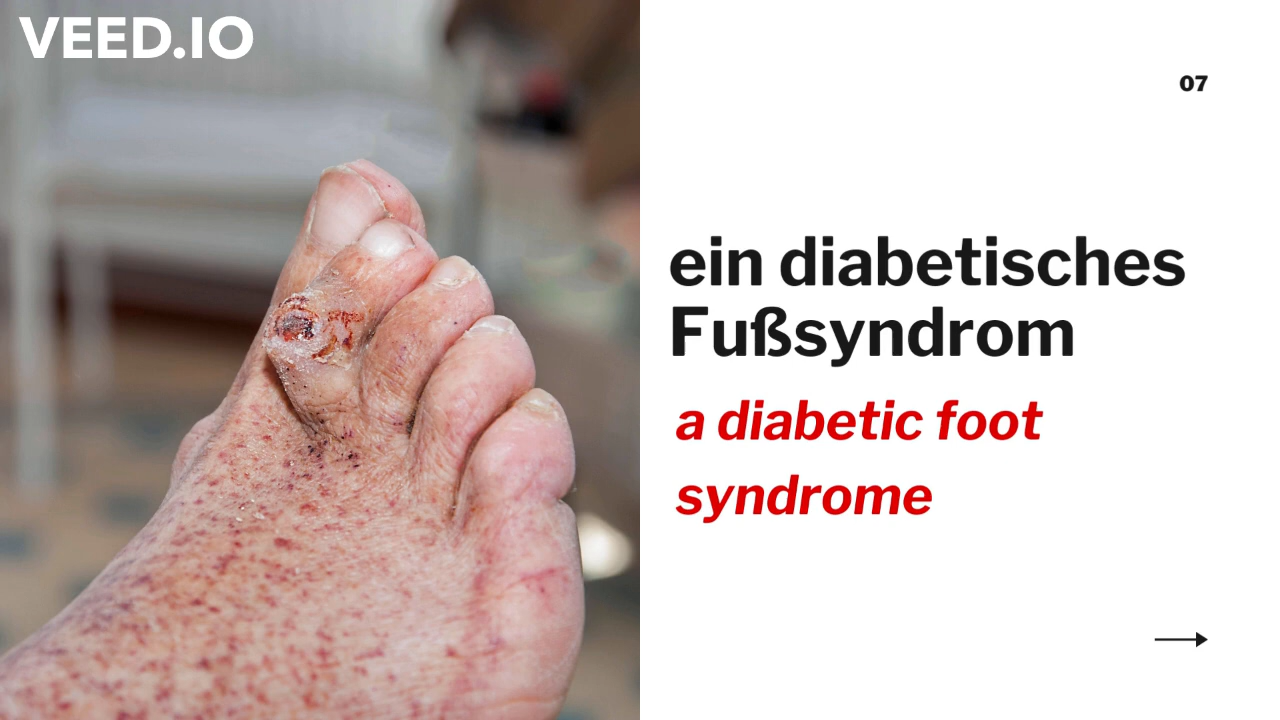 VEED.IO
07
ein diabetisches
Fußsyndrom
a diabetic foot
syndrome